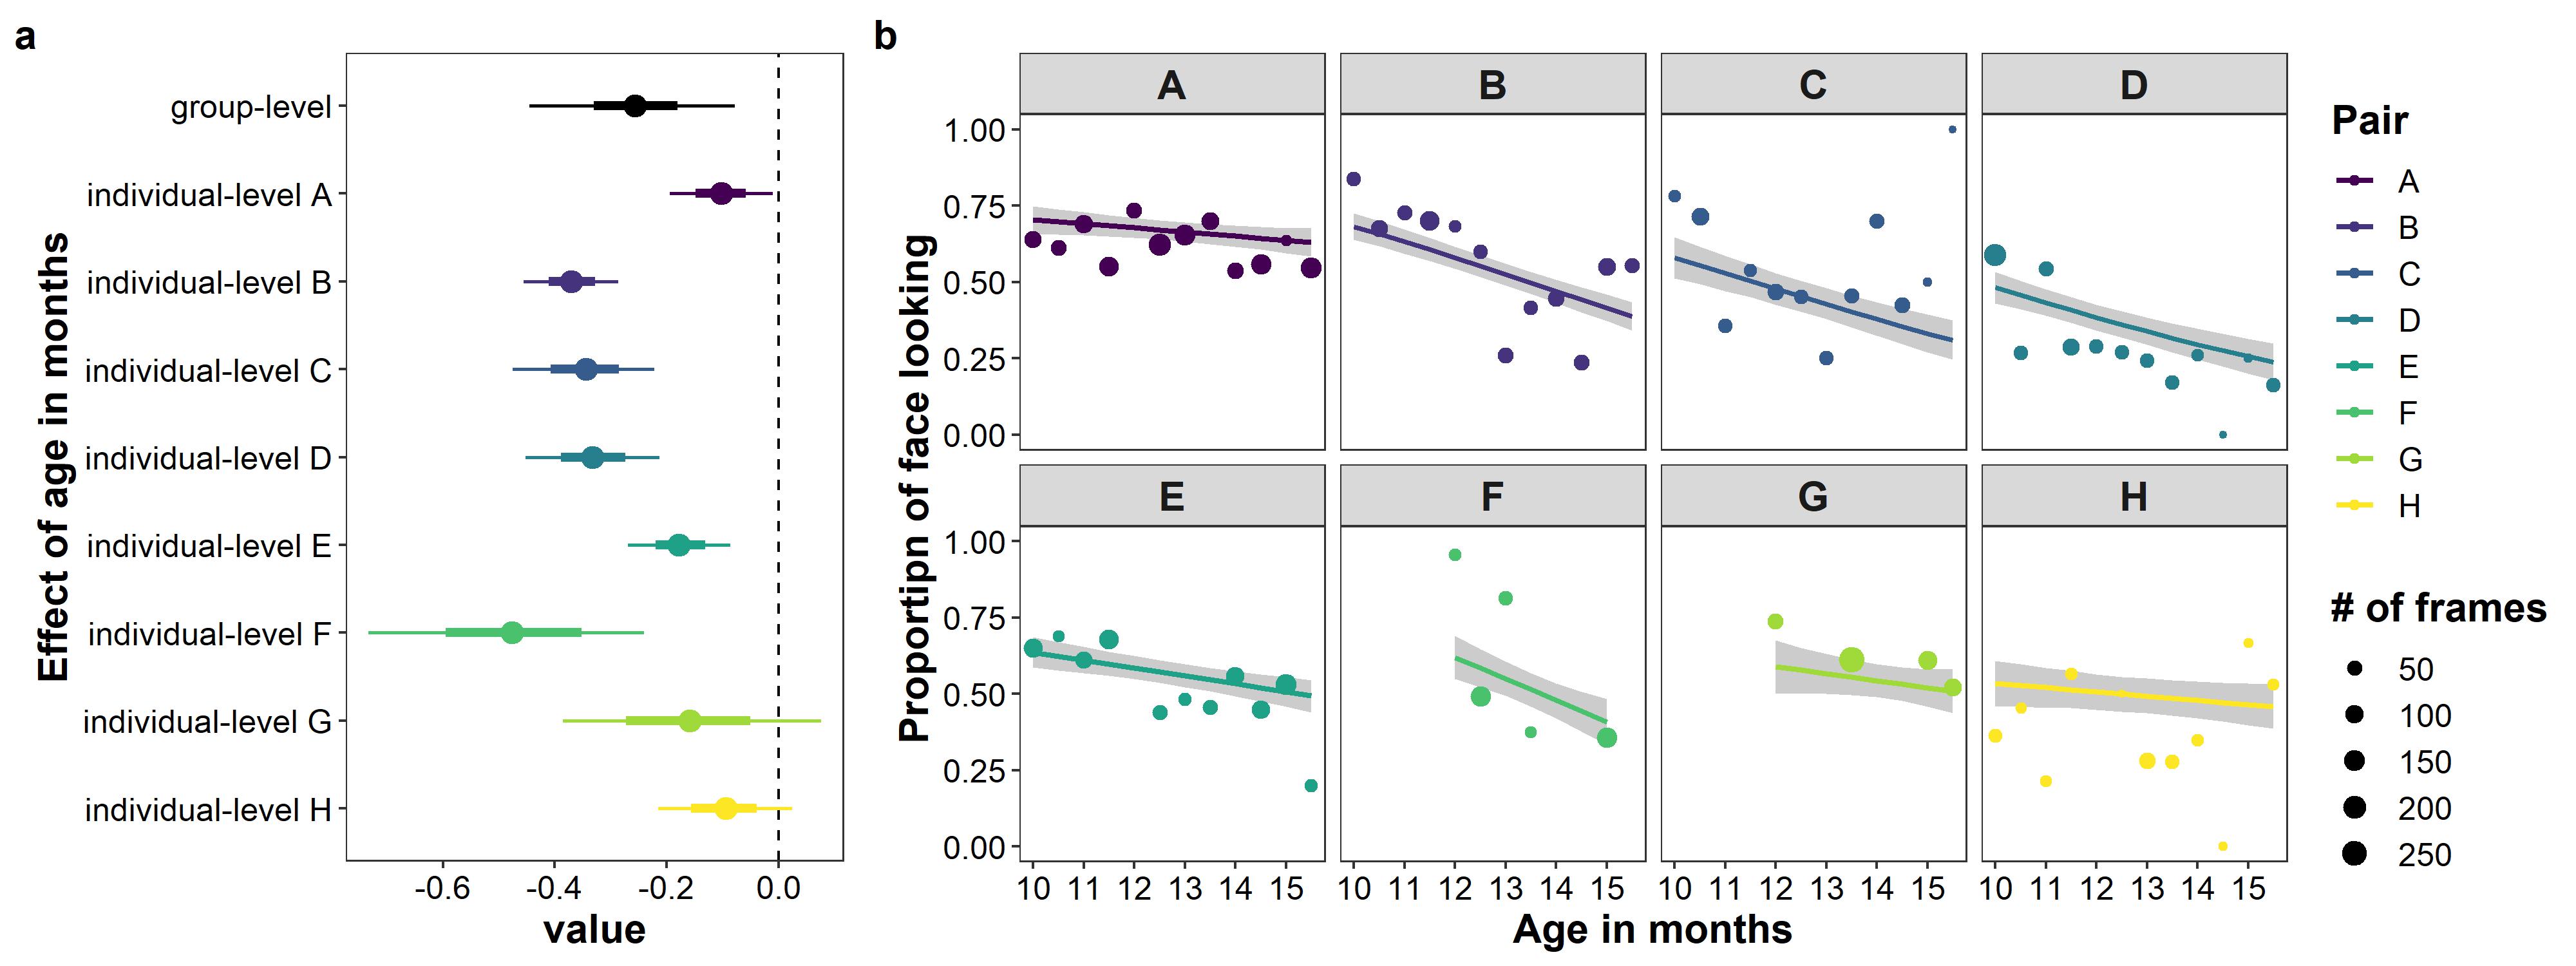 a
Effect of age in months
group-level
individual-level A
individual-level B
individual-level C
individual-level D
individual-level E
individual-level F
individual-level G
individual-level H
-0.6 -0.4 -0.2 0.0
value
b
Proportipn of face looking
A B C D
1.00
0.75
0.50
0.25
0.00
E F G H
1.00
0.75
0.50
0.25
0.00
10 11 12 13 14 15 10 11 12 13 14 15 10 11 12 13 14 15 10 11 12 13 14 15
Age in months
Pair
A
B
C
D
E
F
G
H
# of frames
50
100
150
200
250